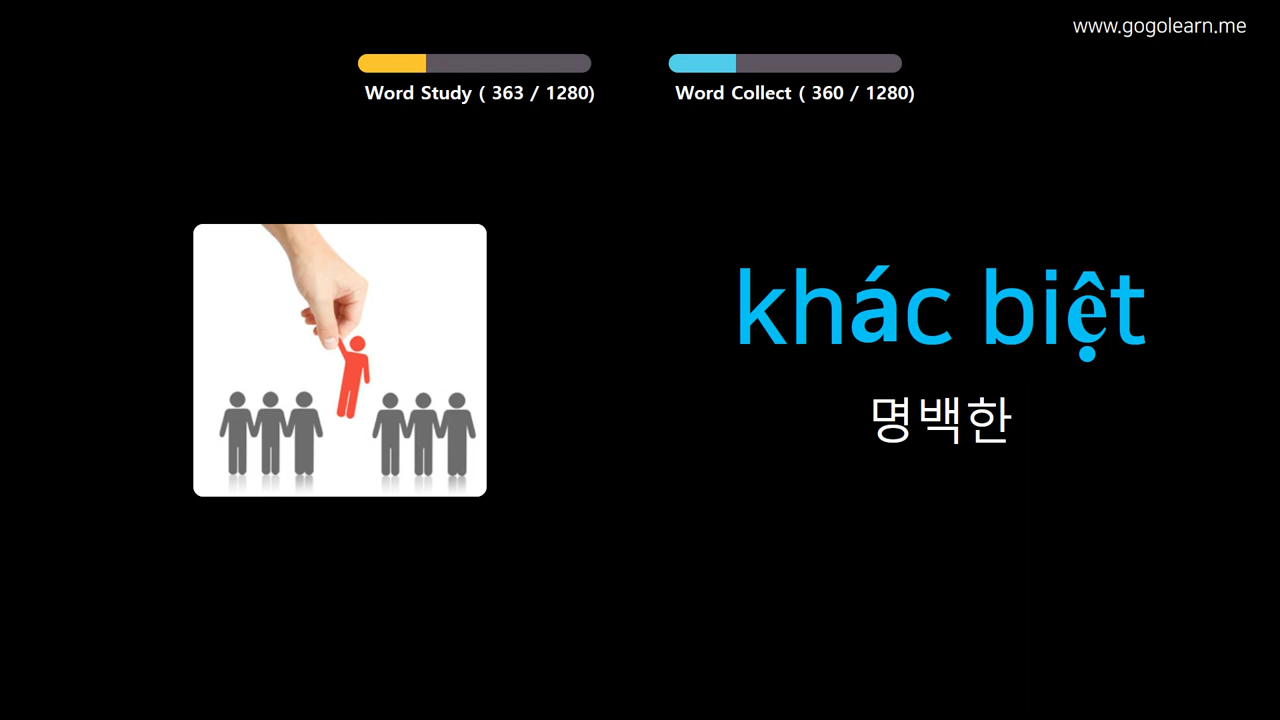 www.gogolearn.me
Word Study ( 363 / 1280)
Word Collect ( 360 / 1280)
khác biệt
명백한